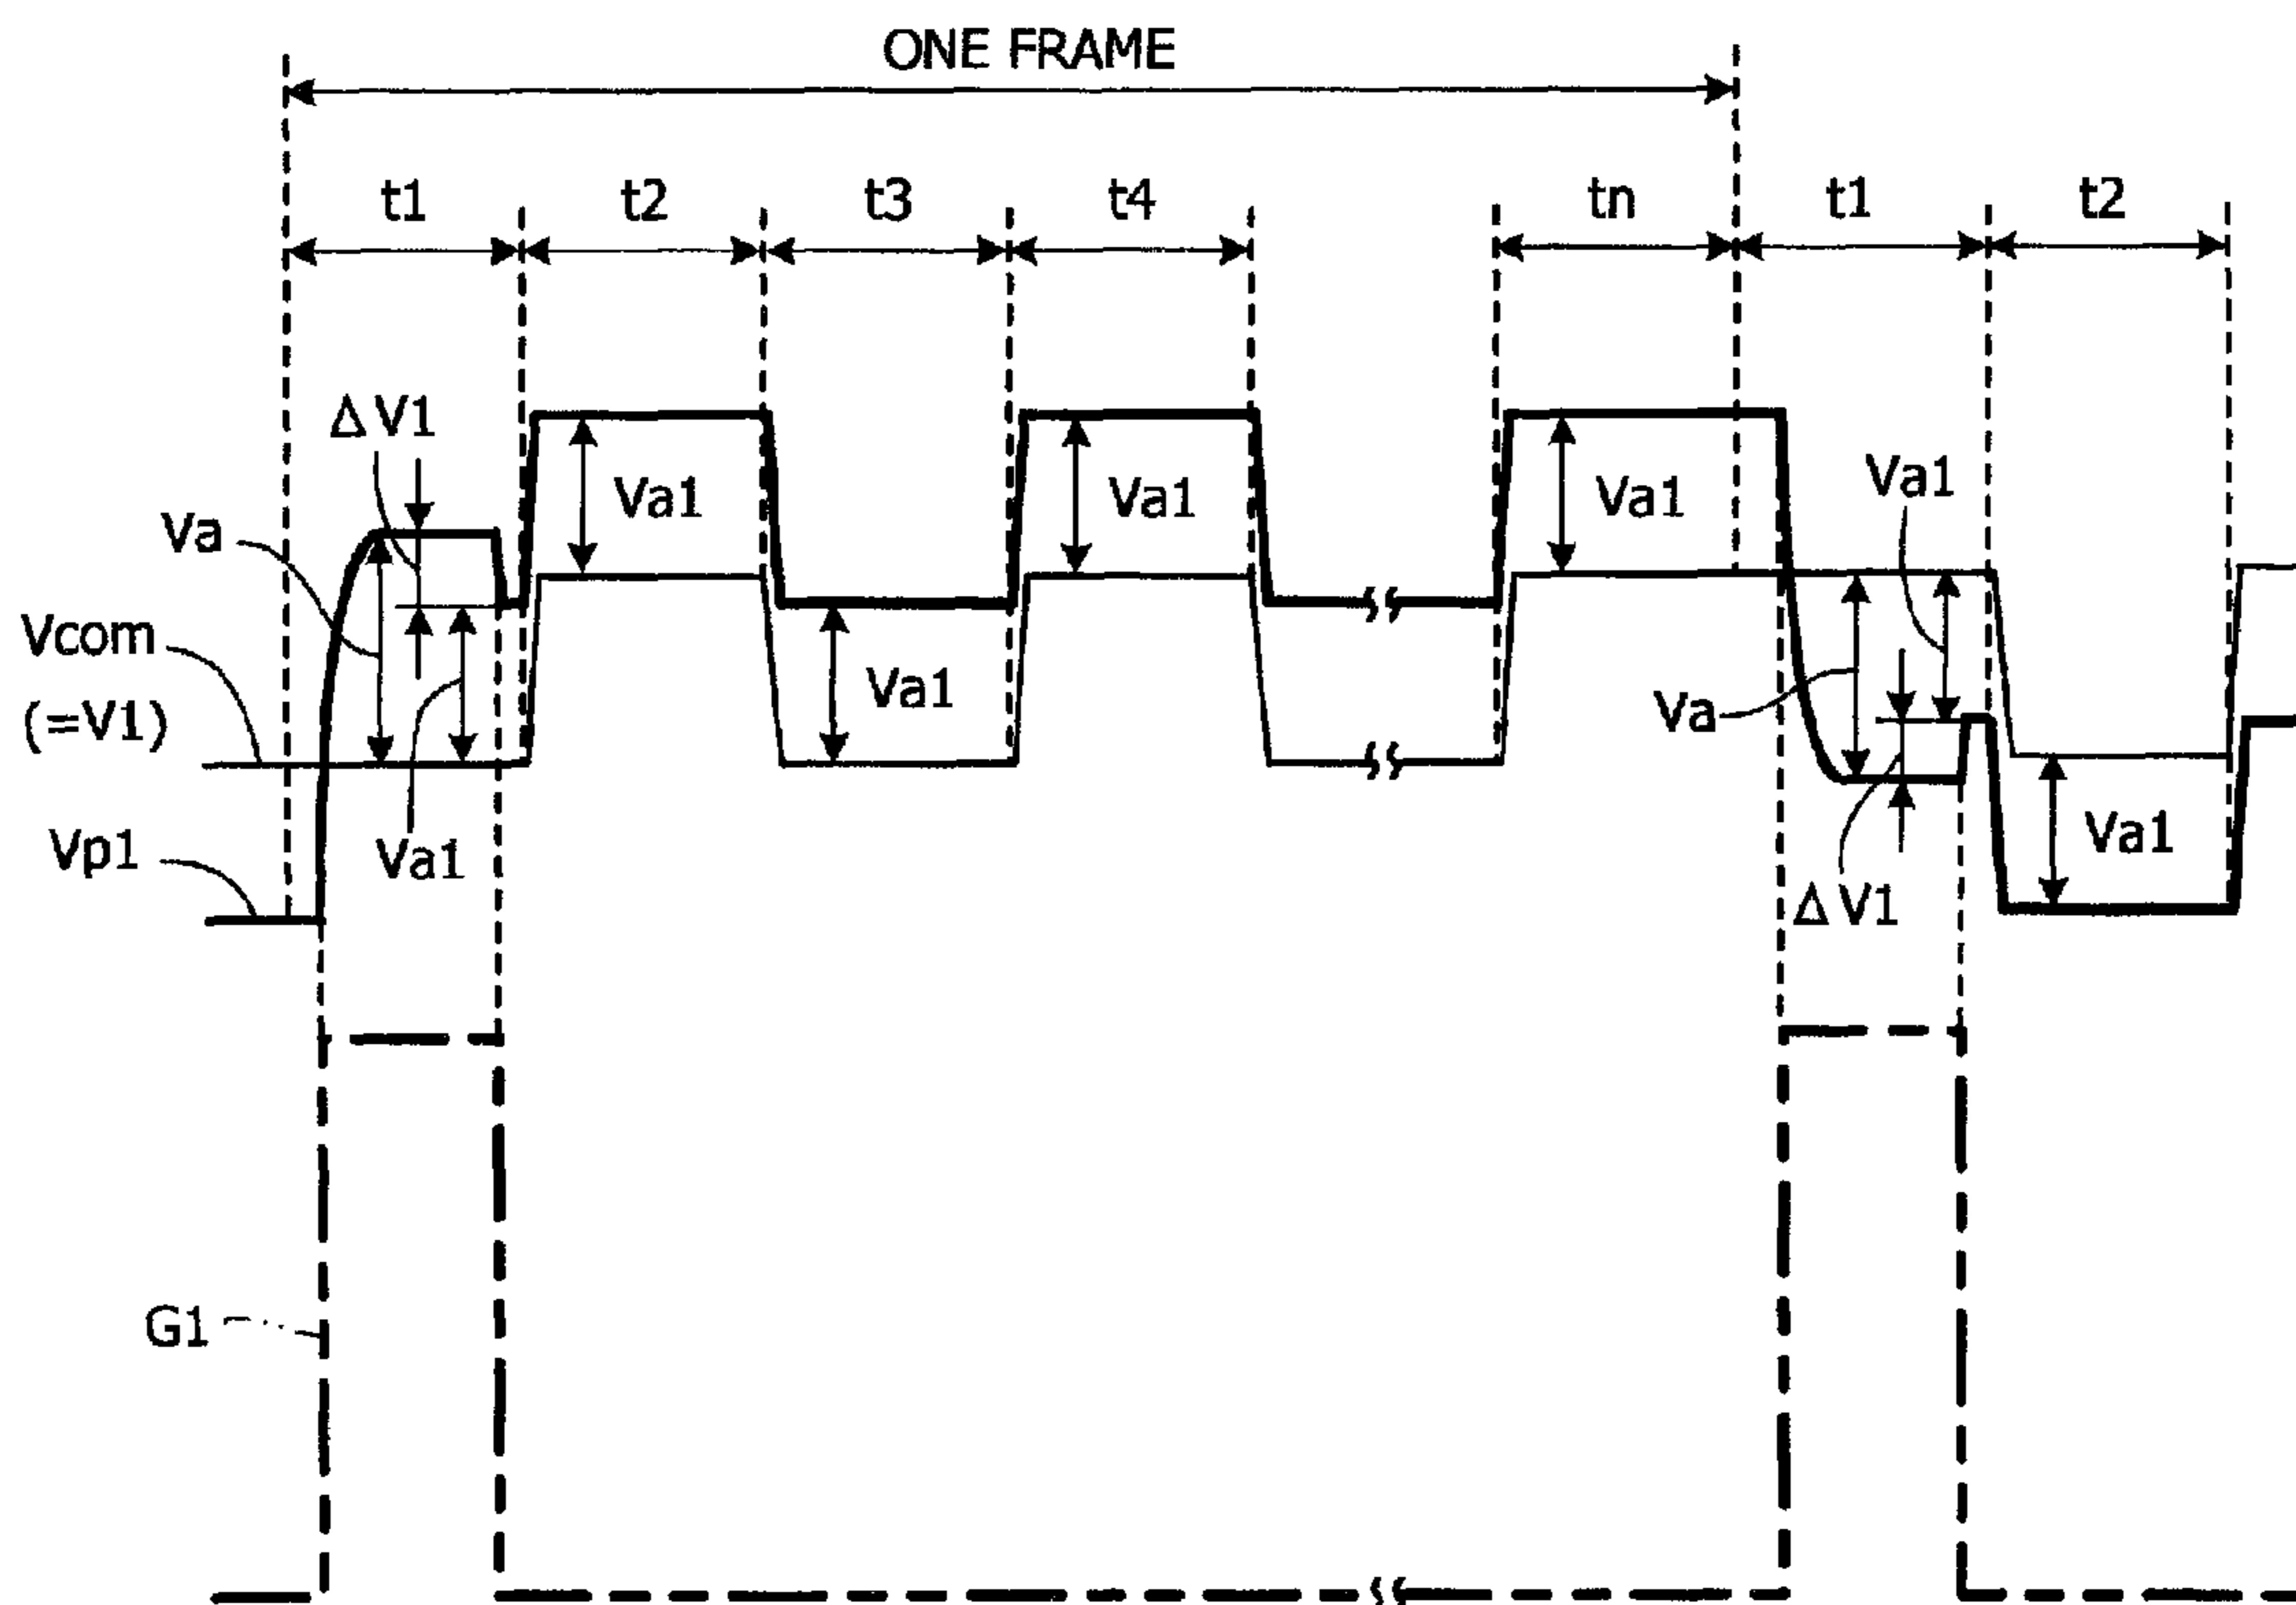 ONE FRAME
t1 t2 t3 t4 tn t1 t2
ΔV1
Va1 Va1 Va1 Va1
Va
Vcom
(=V1)
Va1
Va
Vp1
Va1
Va1
ΔV1
G1